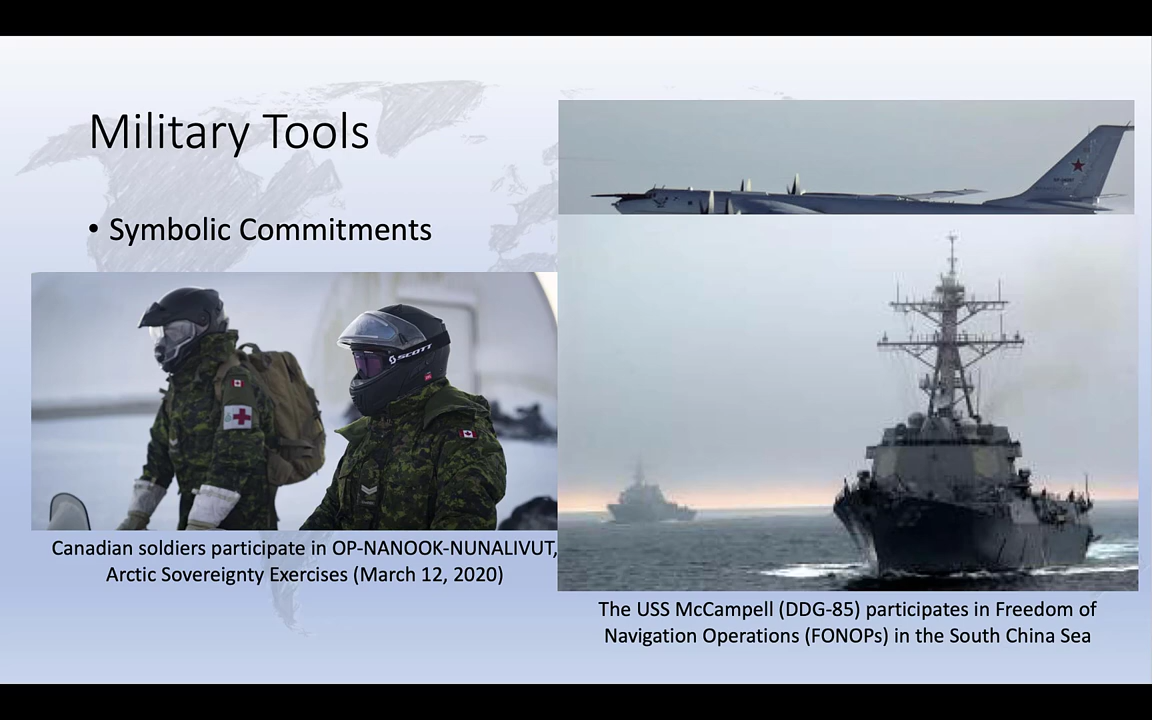 Military Tools
• Symbolic Commitments
SCOTT
Canadian soldiers participate in OP-NANOOK-NUNALIVUT,
Arctic Sovereignty Exercises (March 12, 2020)
The USS McCampell (DDG-85) participates in Freedom of
Navigation Operations (FONOPs) in the South China Sea